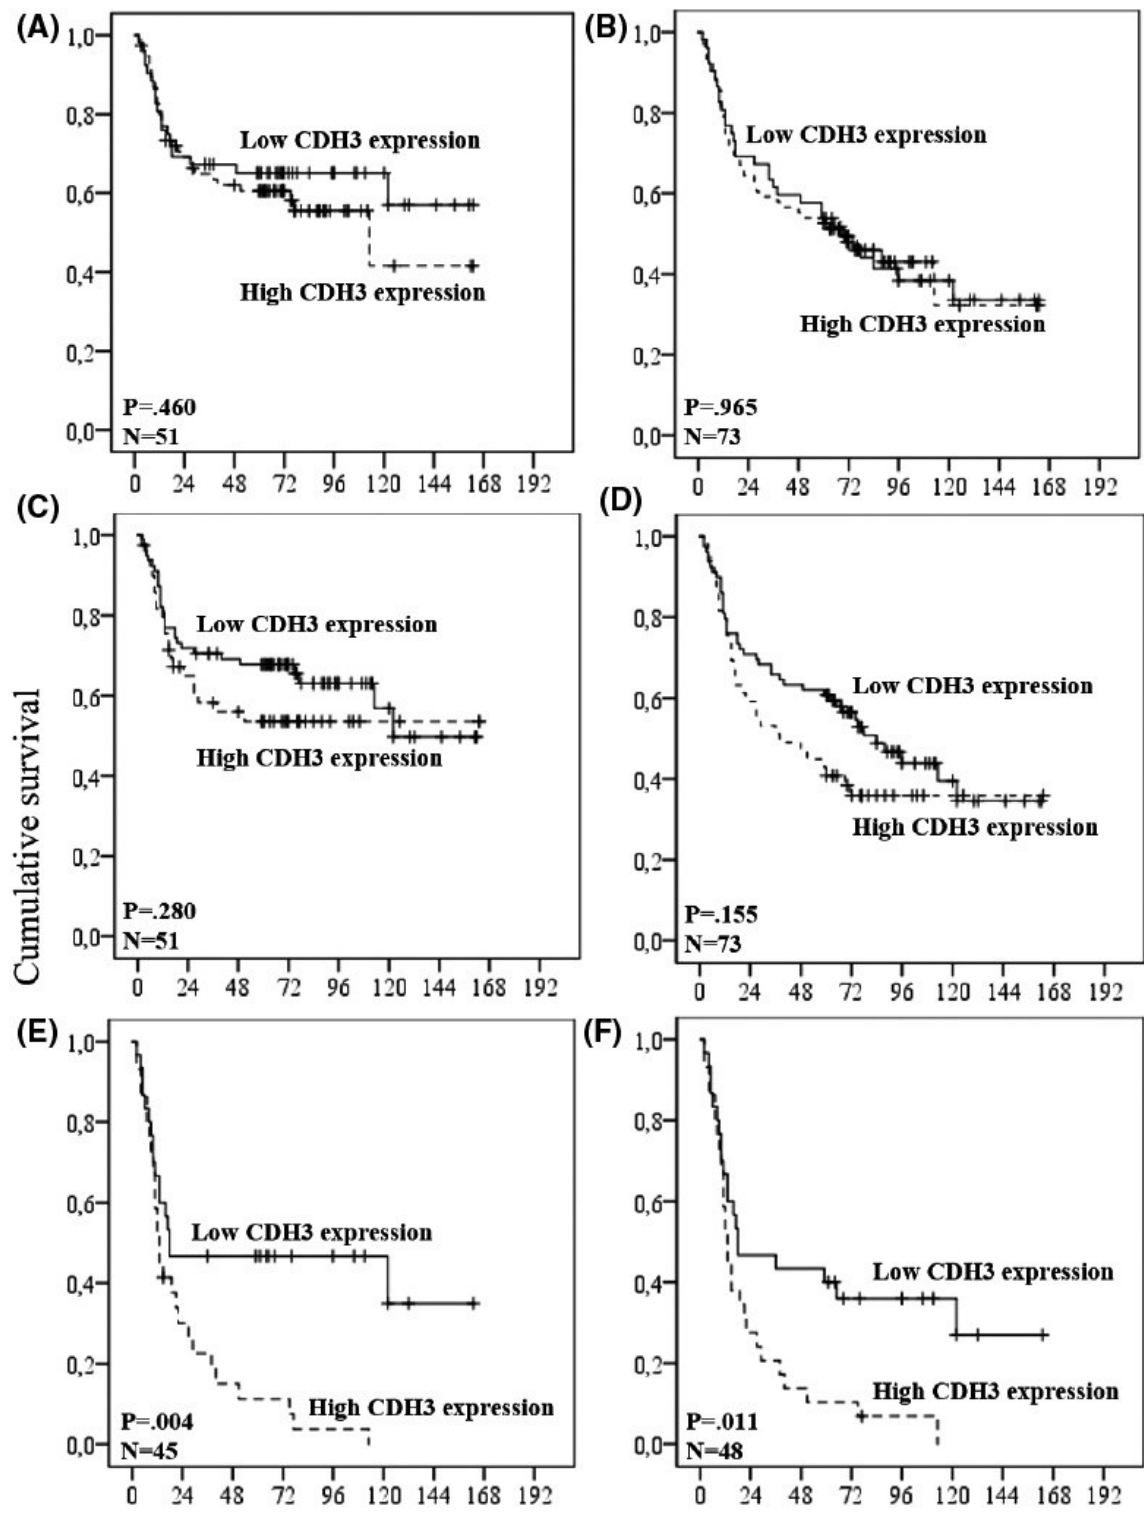 (A)
1,0
0,8
0,6
0,4
0,2
0,0
Low CDH3 expression
High CDH3 expression
P=.460
N=51
0 24 48 72 96 120 144 168 192
(B)
1,0
0,8
0,6
0,4
0,2
0,0
Low CDH3 expression
High CDH3 expression
P=.965
N=73
0 24 48 72 96 120 144 168 192
Cumulative survival
(C)
1,0
0,8
0,6
0,4
0,2
0,0
Low CDH3 expression
High CDH3 expression
P=.280
N=51
0 24 48 72 96 120 144 168 192
(D)
1,0
0,8
0,6
0,4
0,2
0,0
Low CDH3 expression
High CDH3 expression
P=.155
N=73
0 24 48 72 96 120 144 168 192
(E)
1,0
0,8
0,6
0,4
0,2
0,0
Low CDH3 expression
High CDH3 expression
P=.004
N=45
0 24 48 72 96 120 144 168 192
(F)
1,0
0,8
0,6
0,4
0,2
0,0
Low CDH3 expression
High CDH3 expression
P=.011
N=48
0 24 48 72 96 120 144 168 192